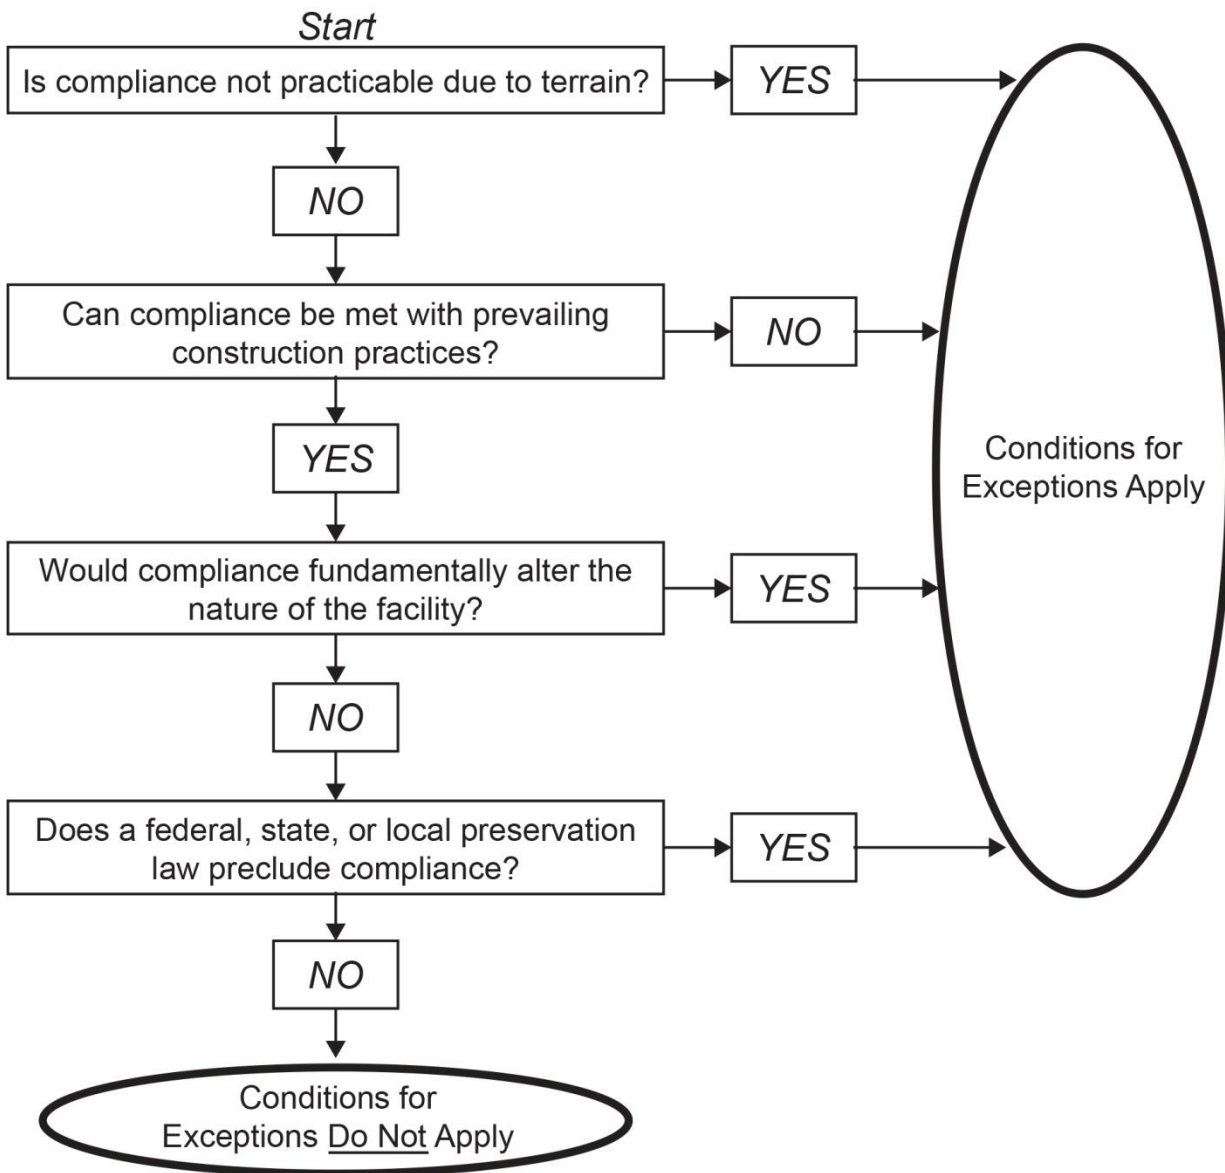 Start
Is compliance not practicable due to terrain?
YES
NO
Can compliance be met with prevailing
construction practices?
NO
YES
Conditions for
Exceptions Apply
Would compliance fundamentally alter the
nature of the facility?
YES
NO
Does a federal, state, or local preservation
law preclude compliance?
YES
NO
Conditions for
Exceptions Do Not Apply